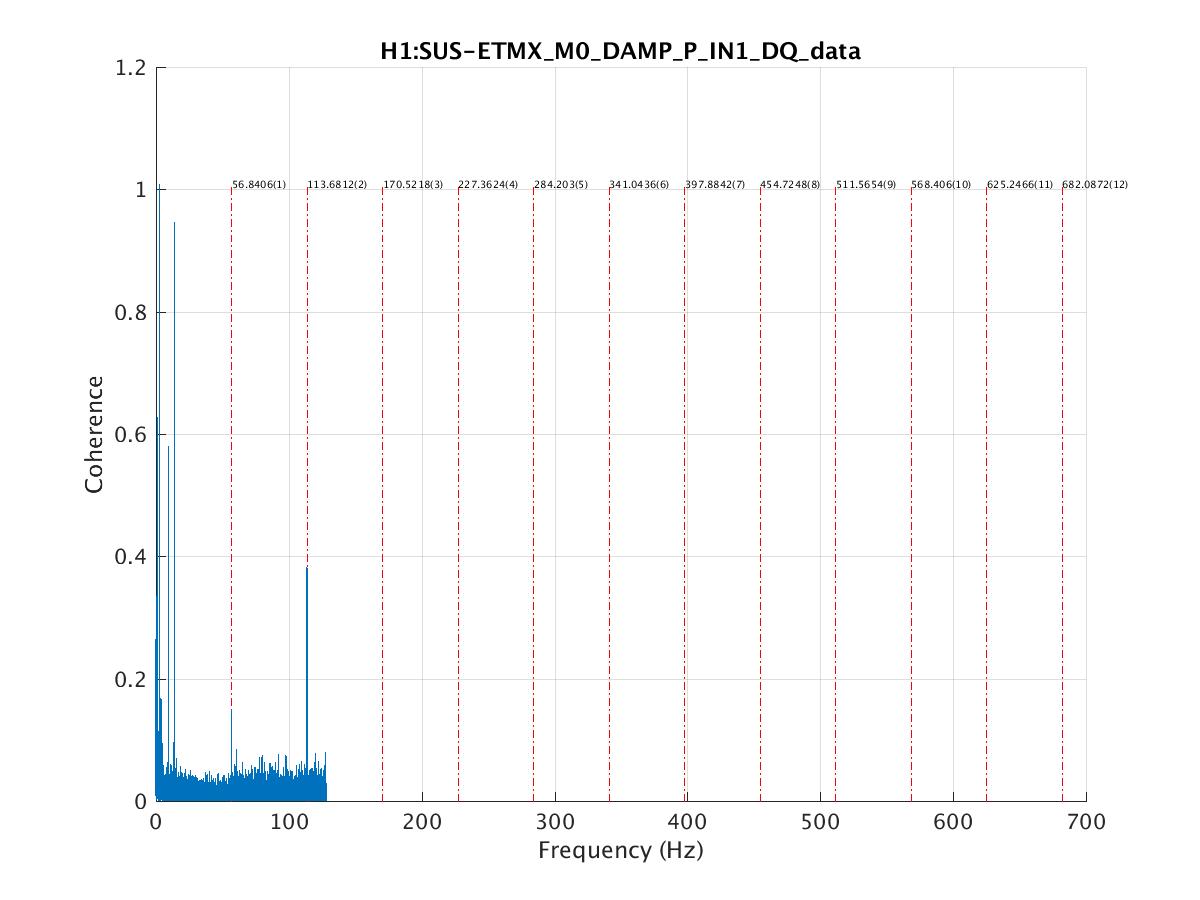 H1:SUS-ETMX_M0_DAMP_P_IN1_DQ_data
1.2
1
0.8
0.6
0.4
0.2
0
Coherence
56.8406(1) 113.6812(2) 170.5218(3) 227.3624(4) 284.203(5) 341.0436(6) 397.8842(7) 454.7248(8) 511.5654(9) 568.406(10) 625.2466(11) 682.0872(12)
0 100 200 300 400 500 600 700
Frequency (Hz)